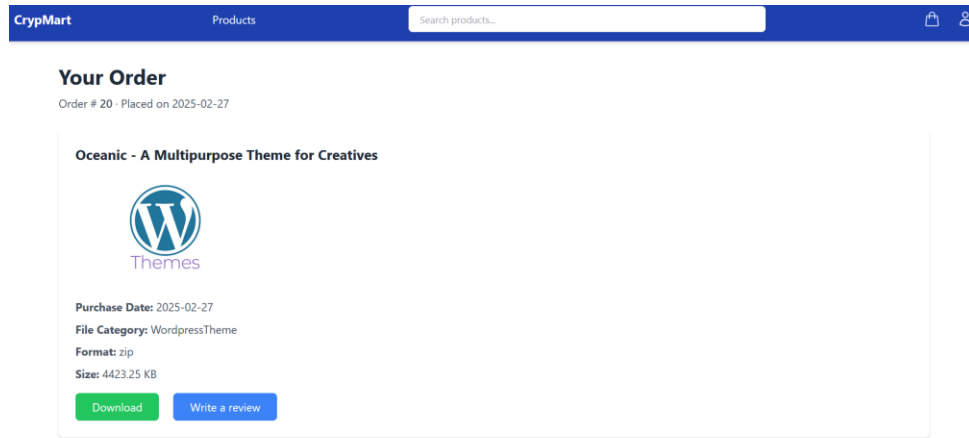 CrypMart Products Search products...
Your Order
Order # 20 · Placed on 2025-02-27
Oceanic - A Multipurpose Theme for Creatives
W
Themes
Purchase Date: 2025-02-27
File Category: WordpressTheme
Format: zip
Size: 4423.25 KB
Download Write a review